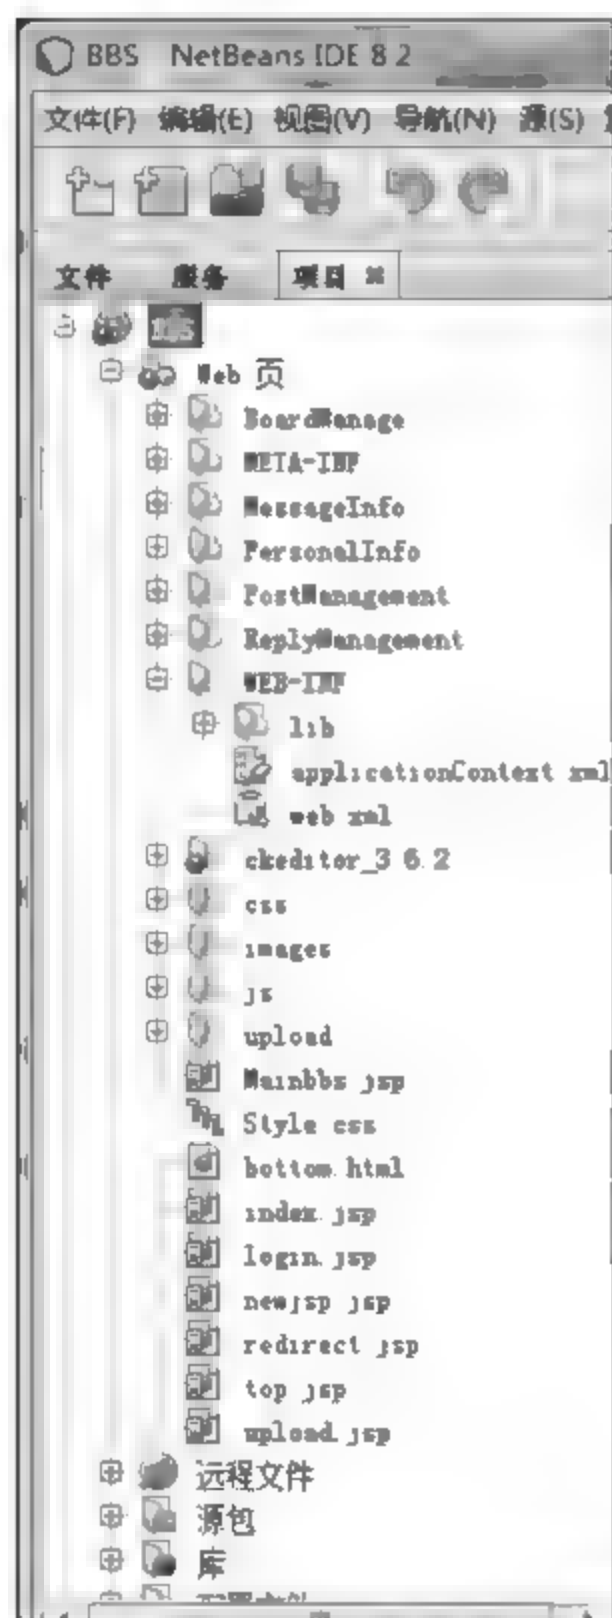 BBS NetBeans IDE 8.2
文件(F) 编辑(E) 视图(V) 导航(N) 源(S)
文件 服务 项目
BBS
Web 页
BoardManage
META-INF
MessageInfo
PersonalInfo
PostManagement
ReplyManagement
WEB-INF
lib
applicationContext.xml
web.xml
ckeditor_3.6.2
css
images
js
upload
Mainbbs.jsp
Style.css
bottom.html
index.jsp
login.jsp
newjsp.jsp
redirect.jsp
top.jsp
upload.jsp
远程文件
源包
库